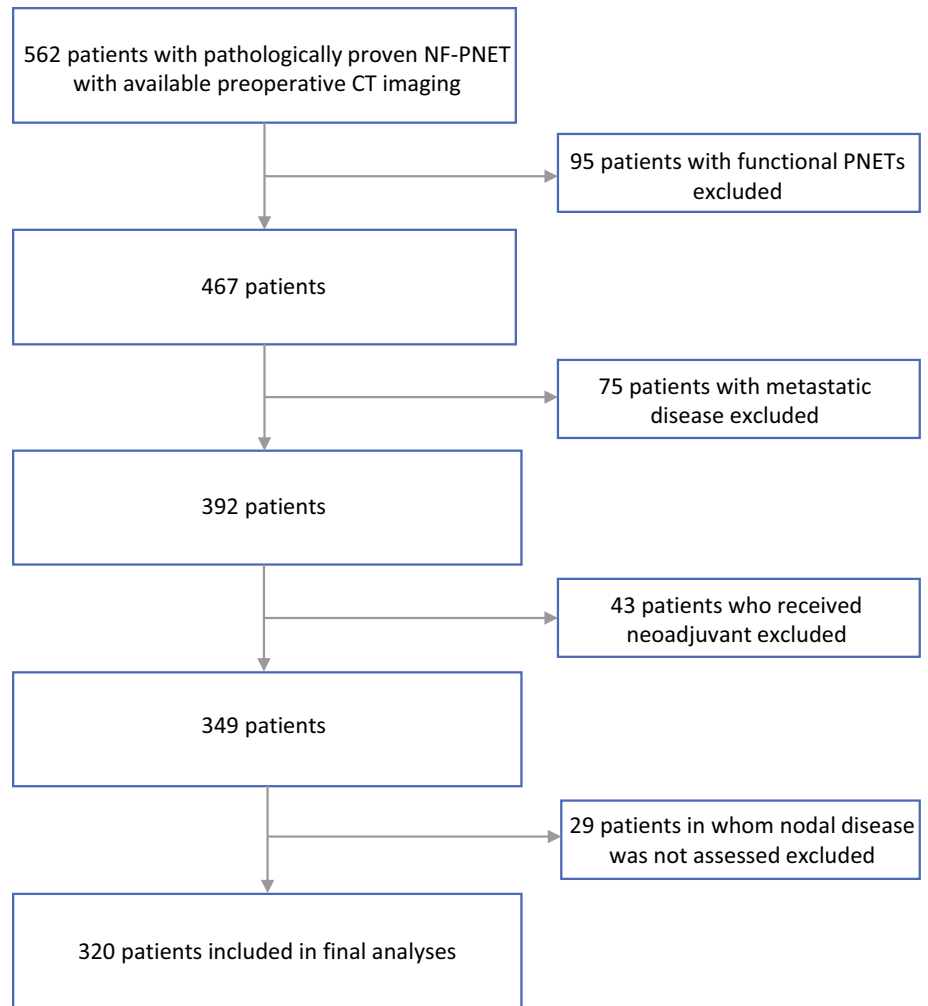 562 patients with pathologically proven NF-PNET
with available preoperative CT imaging
95 patients with functional PNETs
excluded
467 patients
75 patients with metastatic
disease excluded
392 patients
43 patients who received
neoadjuvant excluded
349 patients
29 patients in whom nodal disease
was not assessed excluded
320 patients included in final analyses